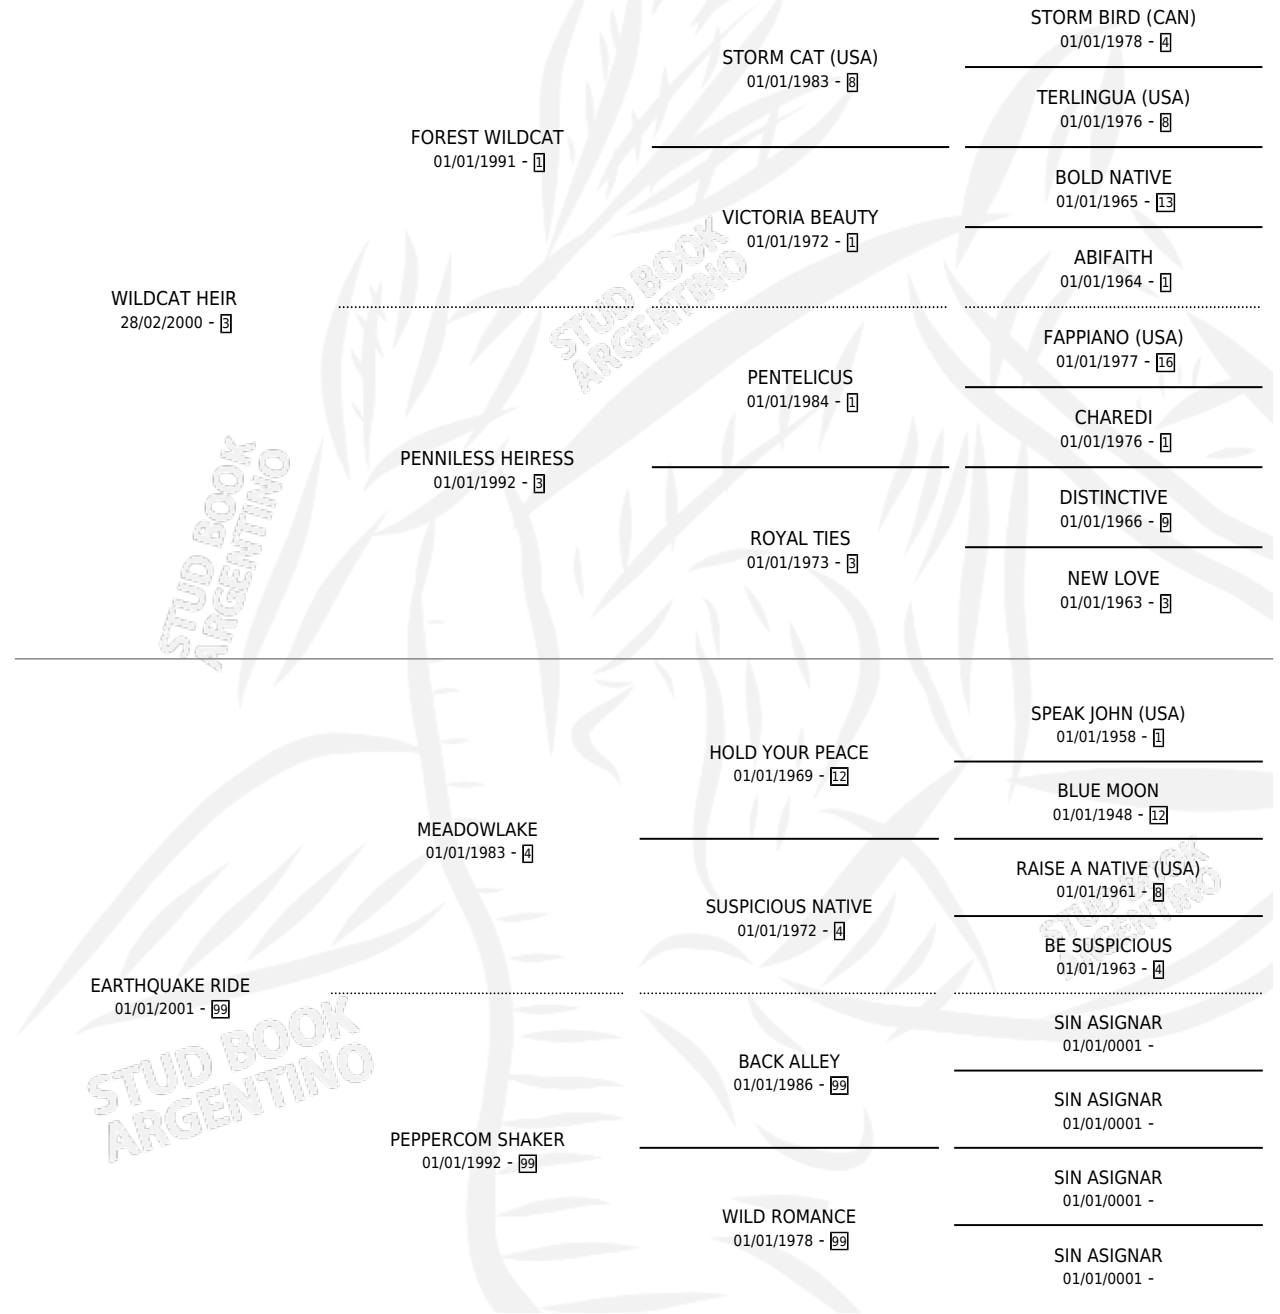 STORM BIRD (CAN)
01/01/1978 - 4
STORM CAT (USA)
01/01/1983 - 8
TERLINGUA (USA)
01/01/1976 - 8
FOREST WILDCAT
01/01/1991 - 1
BOLD NATIVE
01/01/1965 - 13
VICTORIA BEAUTY
01/01/1972 - 1
ABIFAITH
01/01/1964 - 1
WILDCAT HEIR
28/02/2000 - 3
FAPPIANO (USA)
01/01/1977 - 16
PENTELICUS
01/01/1984 - 1
CHAREDI
01/01/1976 - 1
PENNILESS HEIRESS
01/01/1992 - 3
DISTINCTIVE
01/01/1966 - 9
ROYAL TIES
01/01/1973 - 3
NEW LOVE
01/01/1963 - 3
SPEAK JOHN (USA)
01/01/1958 - 1
HOLD YOUR PEACE
01/01/1969 - 12
BLUE MOON
01/01/1948 - 12
MEADOWLAKE
01/01/1983 - 4
RAISE A NATIVE (USA)
01/01/1961 - 8
SUSPICIOUS NATIVE
01/01/1972 - 4
BE SUSPICIOUS
01/01/1963 - 4
EARTHQUAKE RIDE
01/01/2001 - 99
SIN ASIGNAR
01/01/0001 -
BACK ALLEY
01/01/1986 - 99
SIN ASIGNAR
01/01/0001 -
PEPPERCOM SHAKER
01/01/1992 - 99
SIN ASIGNAR
01/01/0001 -
WILD ROMANCE
01/01/1978 - 99
SIN ASIGNAR
01/01/0001 -
STUD BOOK
ARGENTINO
STUD BOOK
ARGENTINO
STUD BOOK
ARGENTINO
STUD BOOK
ARGENTINO